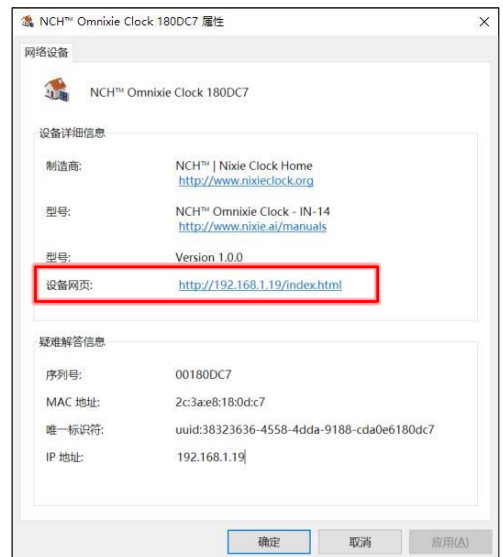 NCH™ Omnixie Clock 180DC7 属性
网络设备
NCH™ Omnixie Clock 180DC7
设备详细信息
制造商: NCH™ | Nixie Clock Home
http://www.nixieclock.org
型号: NCH™ Omnixie Clock - IN-14
http://www.nixie.ai/manuals
型号: Version 1.0.0
设备网页: http://192.168.1.19/index.html
疑难解答信息
序列号: 00180DC7
MAC 地址: 2c:3a:e8:18:0d:c7
唯一标识符: uuid:38323636-4558-4dda-9188-cda0e6180dc7
IP 地址: 192.168.1.19
确定 取消 应用(A)